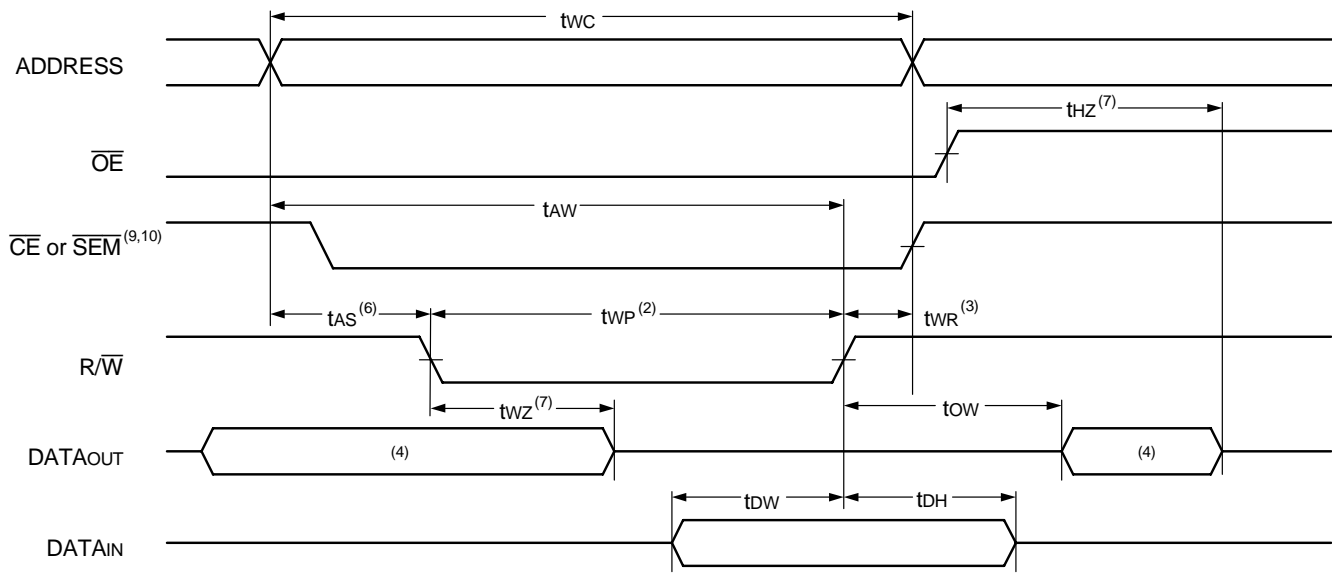 tWC
ADDRESS
tHZ(7)
OE
tAW
CE or SEM(9,10)
tAS(6)
tWP(2)
tWR(3)
R/W
tWZ(7)
tOW
DATAOUT
(4)
(4)
tDW
tDH
DATAIN